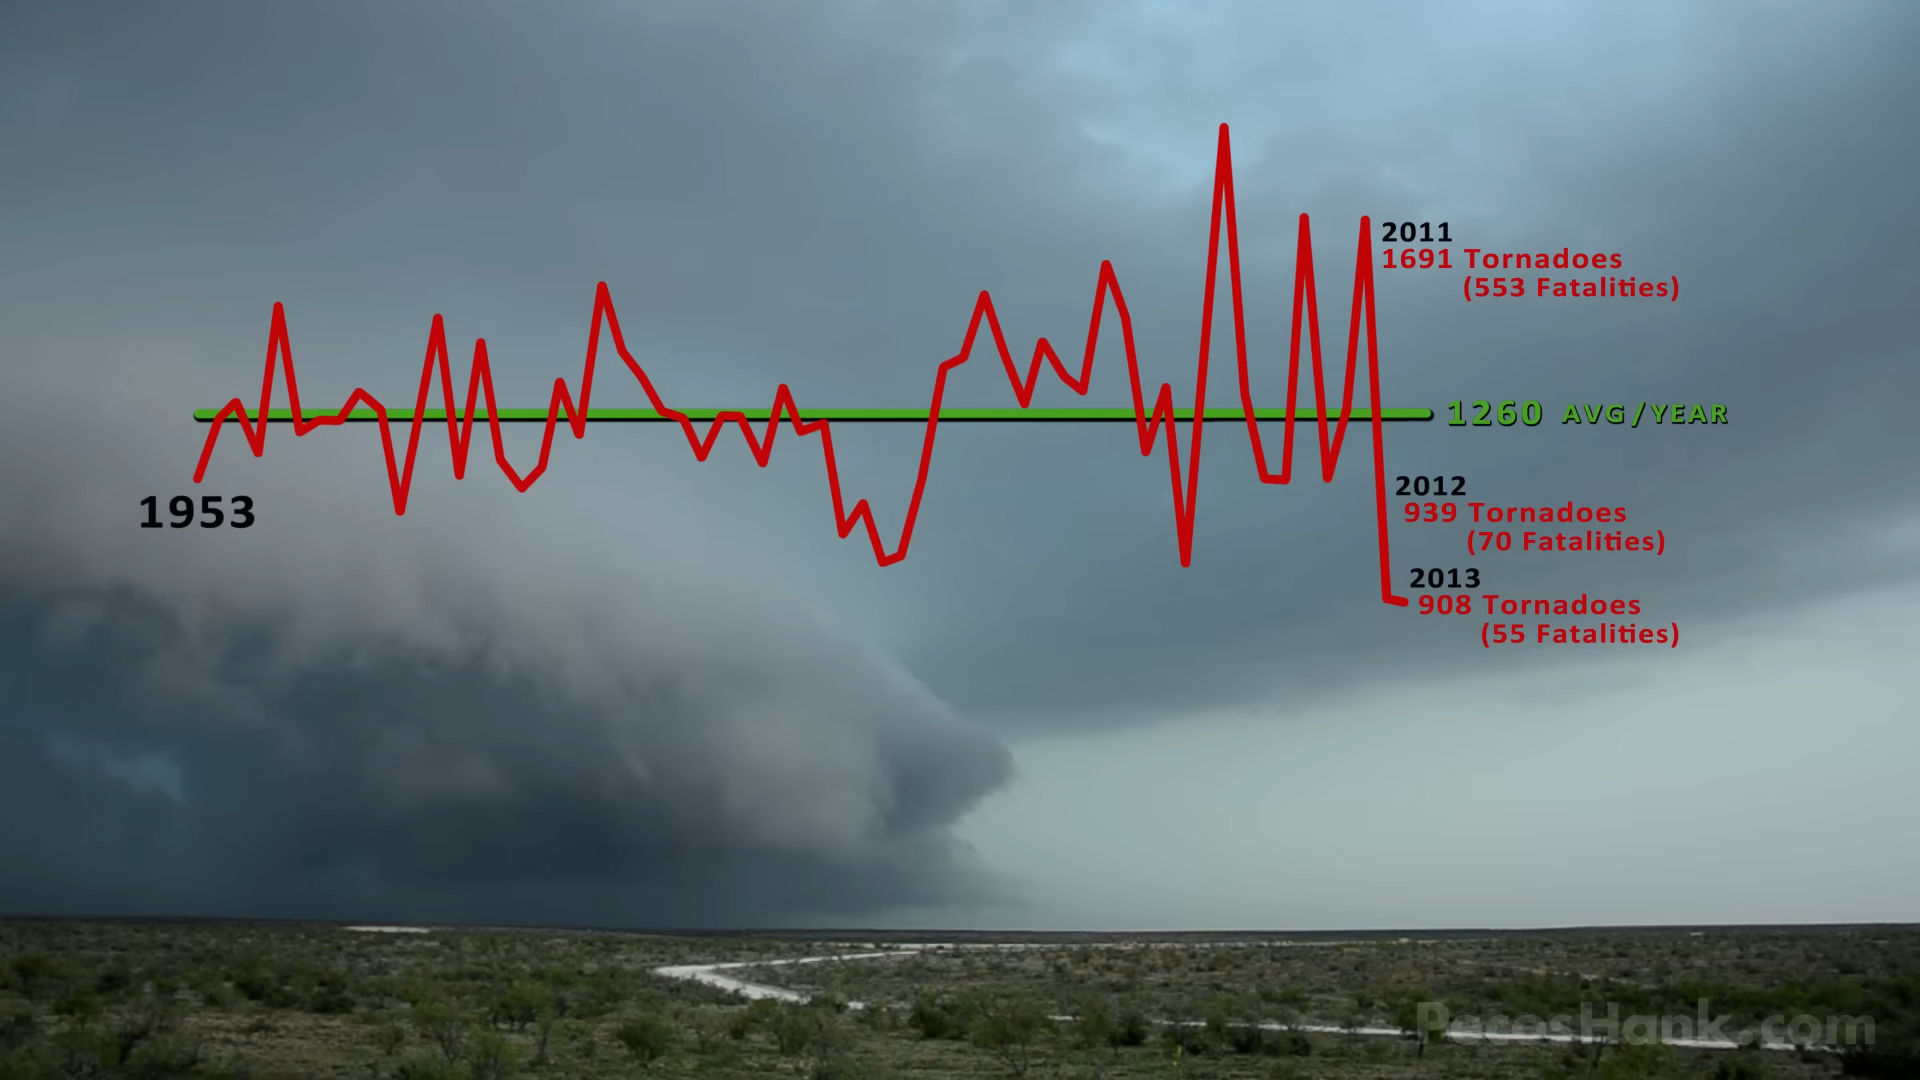 2011
1691 Tornadoes
(553 Fatalities)
1260 AVG/YEAR
2012
939 Tornadoes
(70 Fatalities)
1953
2013
908 Tornadoes
(55 Fatalities)
PecosHank.com